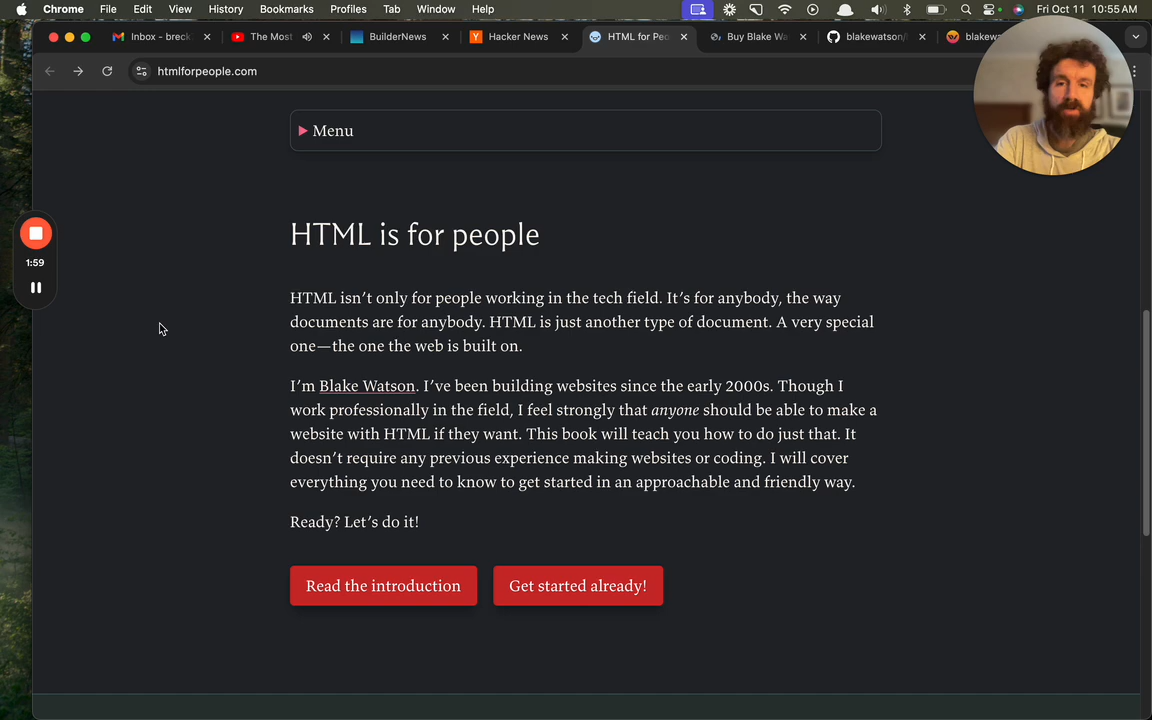 Chrome File Edit View History Bookmarks Profiles Tab Window Help Fri Oct 11 10:55 AM
Inbox - breck The Most BuilderNews Hacker News HTML for Peo Buy Blake Wa blakewatson/ blakewa
htmlforpeople.com
Menu
HTML is for people
1:59
HTML isn’t only for people working in the tech field. It’s for anybody, the way
documents are for anybody. HTML is just another type of document. A very special
one—the one the web is built on.
I’m Blake Watson. I’ve been building websites since the early 2000s. Though I
work professionally in the field, I feel strongly that anyone should be able to make a
website with HTML if they want. This book will teach you how to do just that. It
doesn’t require any previous experience making websites or coding. I will cover
everything you need to know to get started in an approachable and friendly way.
Ready? Let’s do it!
Read the introduction Get started already!